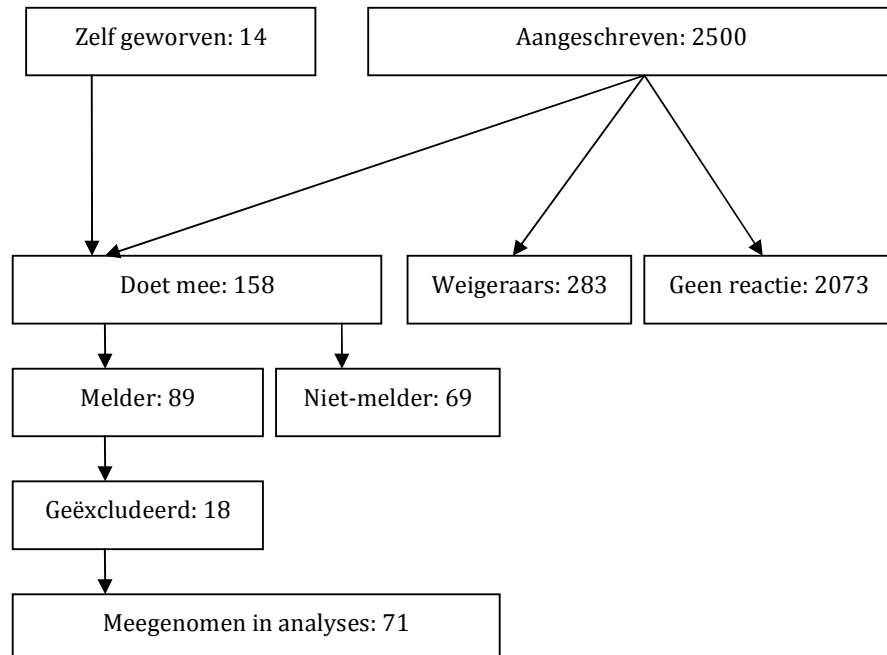 Zelf geworven: 14
Aangeschreven: 2500
Doet mee: 158
Weigeraars: 283
Geen reactie: 2073
Melder: 89
Niet-melder: 69
Geëxcludeerd: 18
Meegenomen in analyses: 71